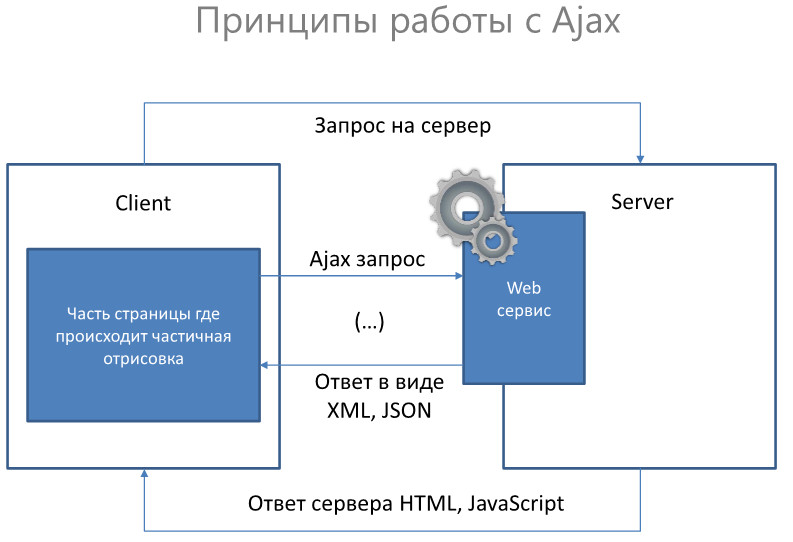 Принципы работы с Ajax
Запрос на сервер
Client
Server
Ajax запрос
Часть страницы где
происходит частичная
отрисовка
(...)
Web
сервис
Ответ в виде
XML, JSON
Ответ сервера HTML, JavaScript